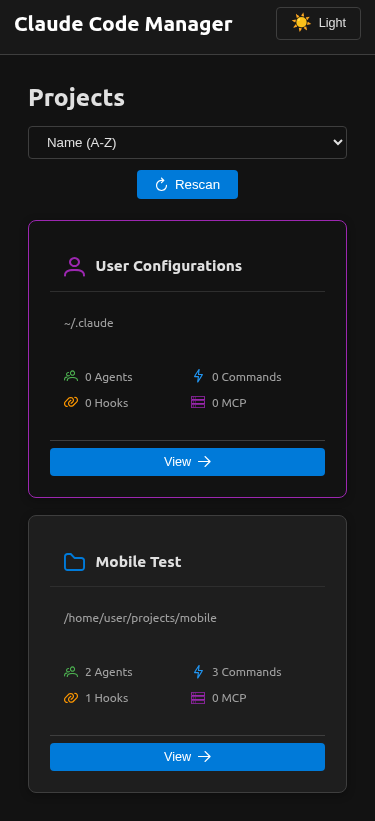 Claude Code Manager
Light
Projects
Name (A-Z)
Rescan
User Configurations
~/.claude
0 Agents
0 Commands
0 Hooks
0 MCP
View
Mobile Test
/home/user/projects/mobile
2 Agents
3 Commands
1 Hooks
0 MCP
View